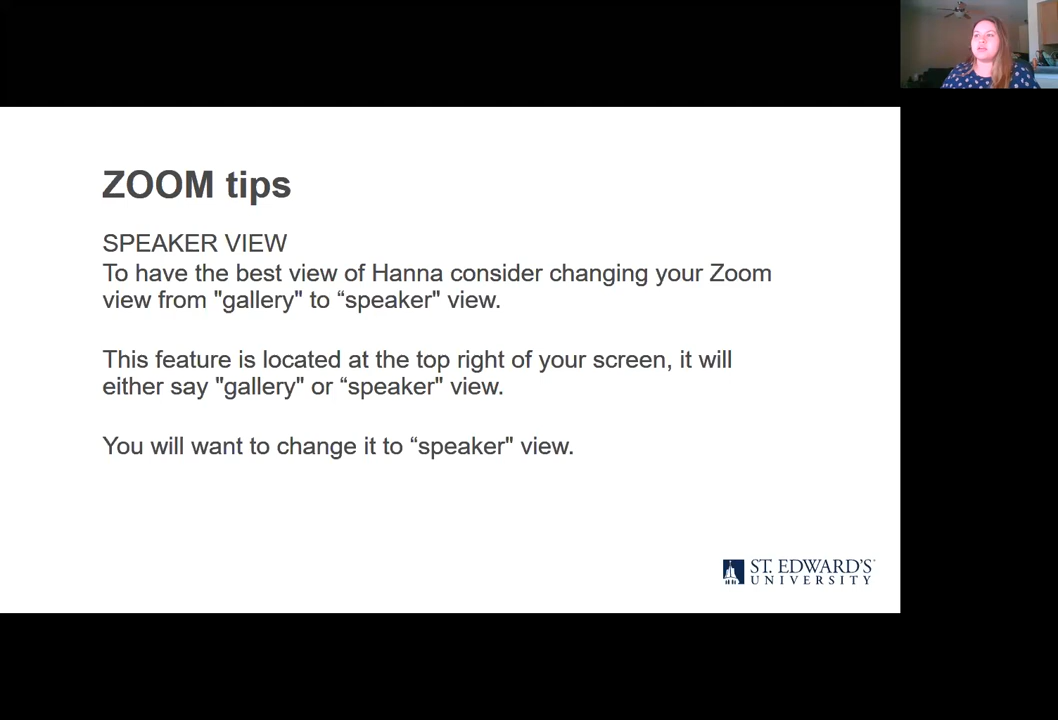 ZOOM tips
SPEAKER VIEW
To have the best view of Hanna consider changing your Zoom
view from "gallery" to “speaker" view.
This feature is located at the top right of your screen, it will
either say "gallery" or “speaker" view.
You will want to change it to “speaker" view.
ST. EDWARD'S
UNIVERSITY